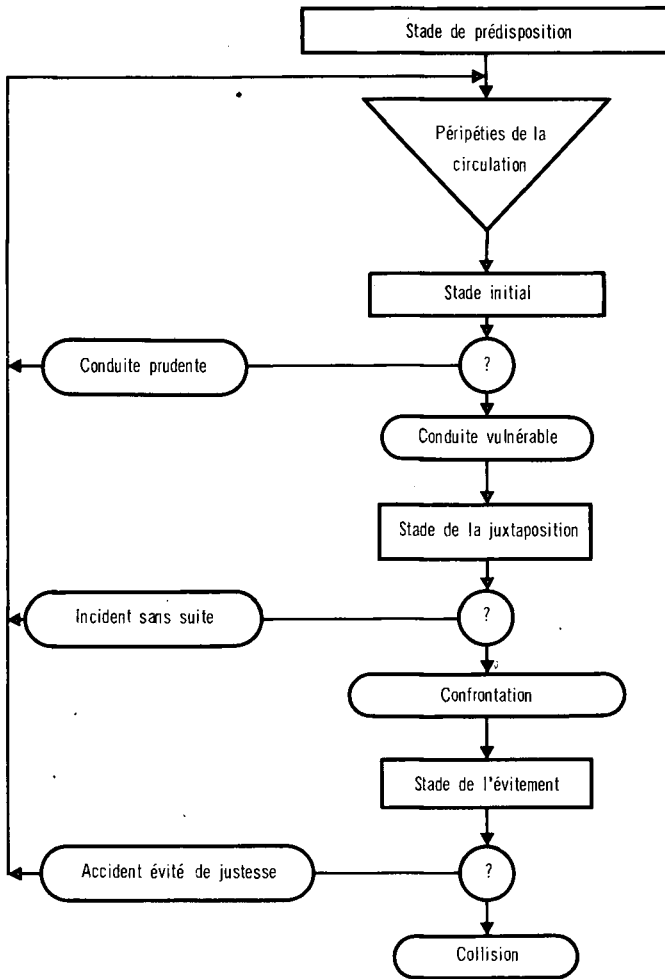 Stade de prédisposition
Péripéties de la
circulation
Stade initial
?
Conduite prudente
Conduite vulnérable
Stade de la juxtaposition
?
Incident sans suite
Confrontation
Stade de l'évitement
?
Accident évité de justesse
Collision